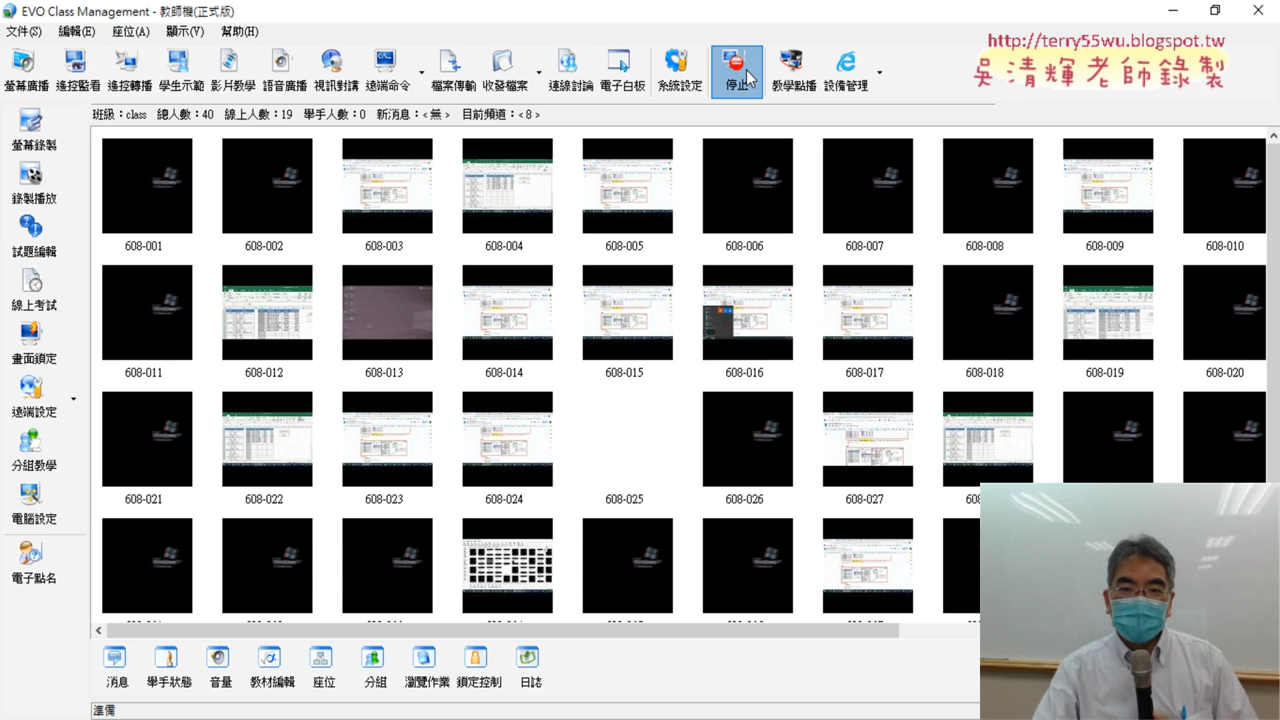 EVO Class Management - 教師機(正式版)
文件(S) 編輯(E) 座位(A) 顯示(V) 幫助(H)
http://terry55wu.blogspot.tw
吳清輝老師錄製
螢幕廣播 遙控監看 遙控轉播 學生示範 影片教學 語音廣播 視訊對講 遠端命令 檔案傳輸 收發檔案 連線討論 電子白板 系統設定 停止 教學點播 設備管理
班級：class 總人數：40 線上人數：19 舉手人數：0 新消息：<無> 目前頻道：<8>
螢幕錄製
錄製播放
試題編輯
線上考試
畫面鎖定
遠端設定
分組教學
電腦設定
電子點名
608-001 608-002 608-003 608-004 608-005 608-006 608-007 608-008 608-009 608-010
608-011 608-012 608-013 608-014 608-015 608-016 608-017 608-018 608-019 608-020
608-021 608-022 608-023 608-024 608-025 608-026 608-027
消息 舉手狀態 音量 教材編輯 座位 分組 瀏覽作業 鎖定控制 日誌
準備